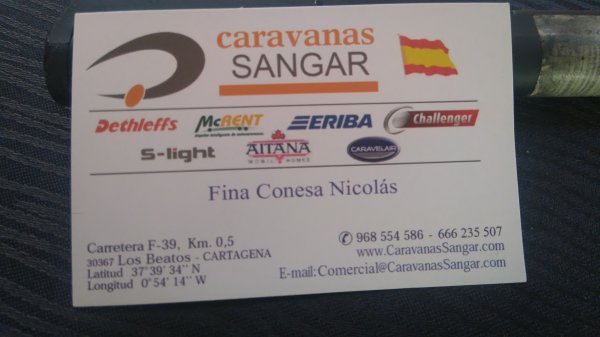 caravanas
SANGAR
Dethleffs McRENT ERIBA Challenger
S-light AITANA CARAVELAIR
MOBIL HOMES
Fina Conesa Nicolás
Carretera F-39, Km. 0,5
30367 Los Beatos - CARTAGENA
Latitud 37º 39' 34'' N
Longitud 0º 54' 14'' W
✆ 968 554 586 - 666 235 507
www.CaravanasSangar.com
E-mail: Comercial@CaravanasSangar.com